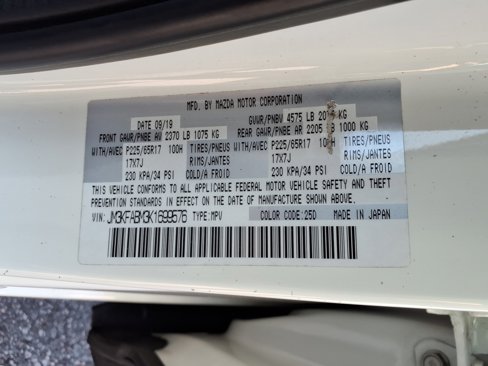 MFD. BY MAZDA MOTOR CORPORATION
DATE 09/19 GVWR/PNBV 4575 LB KG
FRONT GAWR/PNBE AV 2370 LB 1075 KG REAR GAWR/PNBE AR 2205 LB 1000 KG
WITH/AVEC P225/65R17 100H TIRES/PNEUS WITH/AVEC P225/65R17 100H TIRES/PNEUS
17X7J RIMS/JANTES 17X7J RIMS/JANTES
230 KPA/34 PSI COLD/A FROID 230 KPA/34 PSI COLD/A FROID
THIS VEHICLE CONFORMS TO ALL APPLICABLE FEDERAL MOTOR VEHICLE SAFETY AND THEFT
PREVENTION STANDARDS IN EFFECT ON THE DATE OF MANUFACTURE SHOWN ABOVE.
VIN: JM3KFABM3K1699576 TYPE:MPV COLOR CODE:25D MADE IN JAPAN